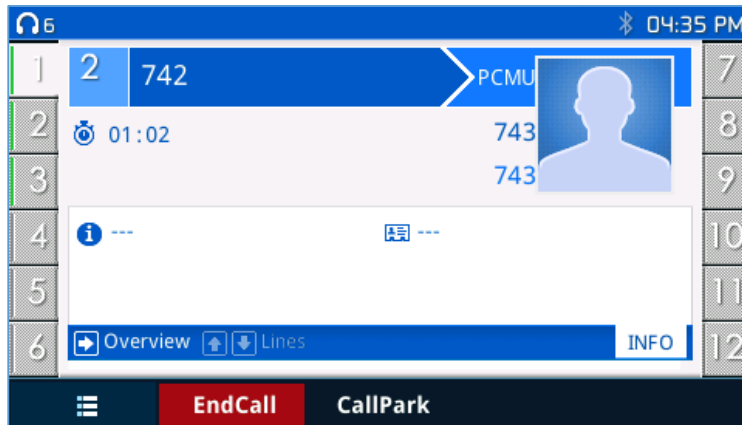 6 04:35 PM
1 2 742 PCMU 7
2 01:02 743 8
3 743 9
4 --- --- 10
5 11
6 Overview Lines INFO 12
EndCall CallPark